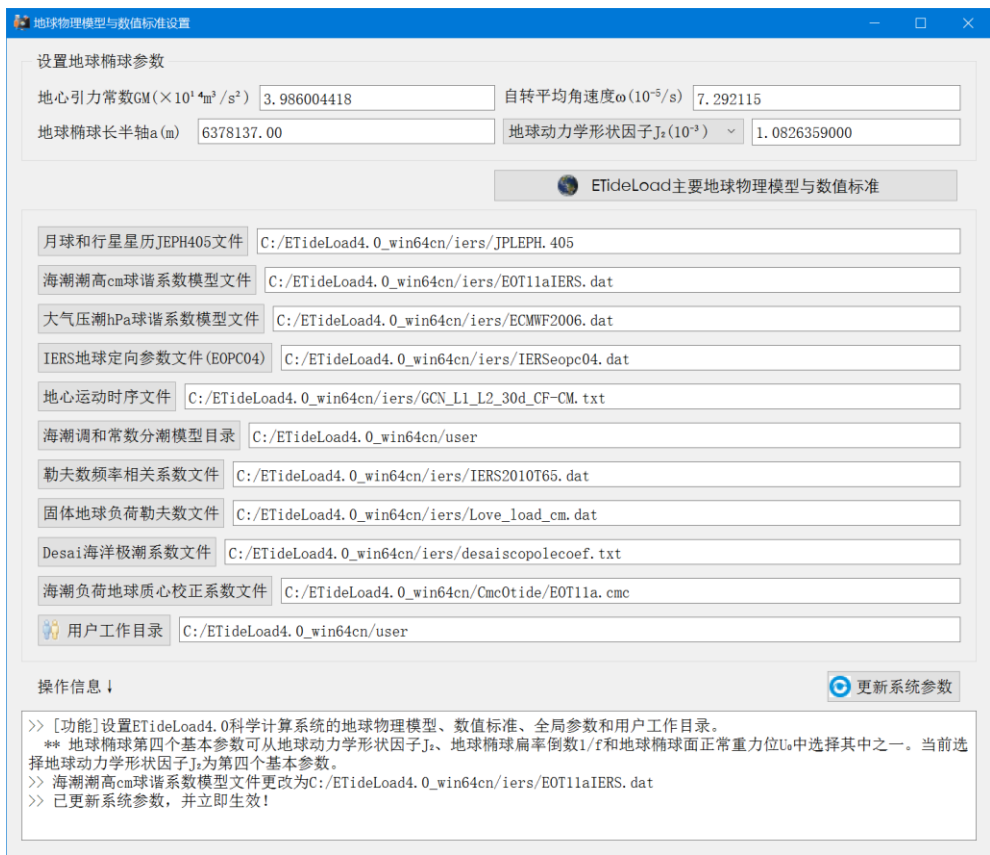 地球物理模型与数值标准设置
设置地球椭球参数
地心引力常数GM(×10¹⁴m³/s²) 3.986004418 自转平均角速度ω(10⁻⁵/s) 7.292115
地球椭球长半轴a(m) 6378137.00 地球动力学形状因子J₂(10⁻³) 1.0826359000
ETideLoad主要地球物理模型与数值标准
月球和行星星历JEPH405文件 C:/ETideLoad4.0_win64cn/iers/JPLEPH.405
海潮潮高cm球谐系数模型文件 C:/ETideLoad4.0_win64cn/iers/EOT11aIERS.dat
大气压潮hPa球谐系数模型文件 C:/ETideLoad4.0_win64cn/iers/ECMWF2006.dat
IERS地球定向参数文件(EOPC04) C:/ETideLoad4.0_win64cn/iers/IERSeopc04.dat
地心运动时序文件 C:/ETideLoad4.0_win64cn/iers/GCN_L1_L2_30d_CF-CM.txt
海潮调和常数分潮模型目录 C:/ETideLoad4.0_win64cn/user
勒夫数频率相关系数文件 C:/ETideLoad4.0_win64cn/iers/IERS2010T65.dat
固体地球负荷勒夫数文件 C:/ETideLoad4.0_win64cn/iers/Love_load_cm.dat
Desai海洋极潮系数文件 C:/ETideLoad4.0_win64cn/iers/desaiscopolecoef.txt
海潮负荷地球质心校正系数文件 C:/ETideLoad4.0_win64cn/CmcOtide/EOT11a.cmc
用户工作目录 C:/ETideLoad4.0_win64cn/user
操作信息↓ 更新系统参数
>> [功能]设置ETideLoad4.0科学计算系统的地球物理模型、数值标准、全局参数和用户工作目录。
** 地球椭球第四个基本参数可从地球动力学形状因子J₂、地球椭球扁率倒数1/f和地球椭球面正常重力位U₀中选择其中之一。当前选
择地球动力学形状因子J₂为第四个基本参数。
>> 海潮潮高cm球谐系数模型文件更改为C:/ETideLoad4.0_win64cn/iers/EOT11aIERS.dat
>> 已更新系统参数，并立即生效！